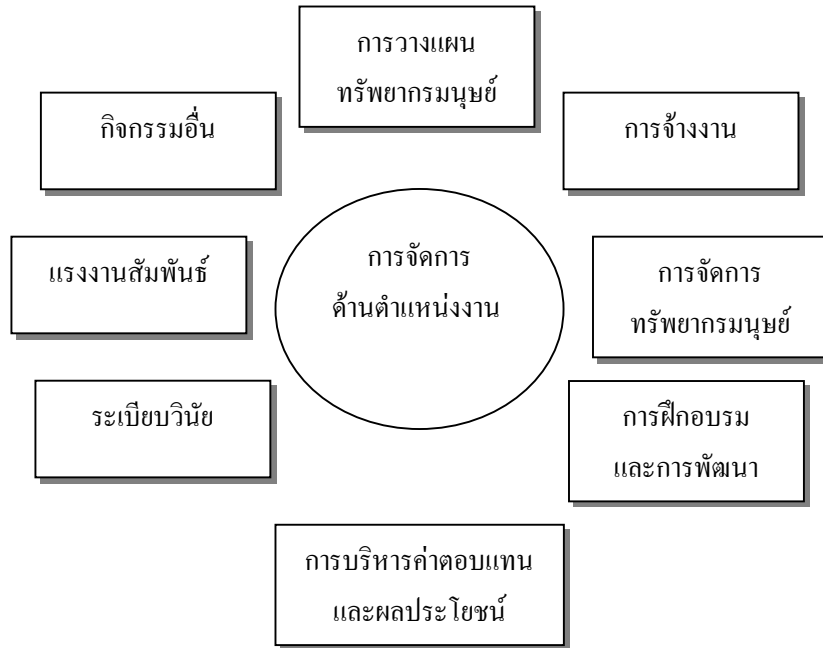 การวางแผน
ทรัพยากรมนุษย์
กิจกรรมอื่น
การจ้างงาน
แรงงานสัมพันธ์
การจัดการ
ด้านตำแหน่งงาน
การจัดการ
ทรัพยากรมนุษย์
ระเบียบวินัย
การฝึกอบรม
และการพัฒนา
การบริหารค่าตอบแทน
และผลประโยชน์